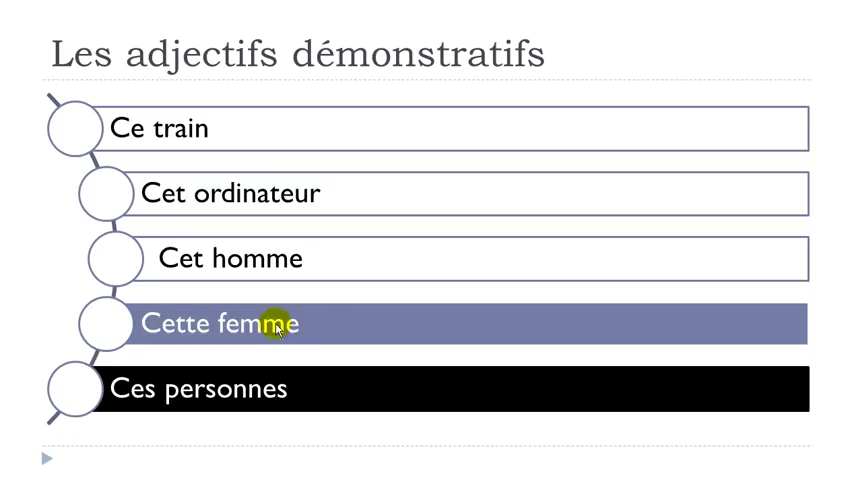 Les adjectifs démonstratifs
Ce train
Cet ordinateur
Cet homme
Cette femme
Ces personnes